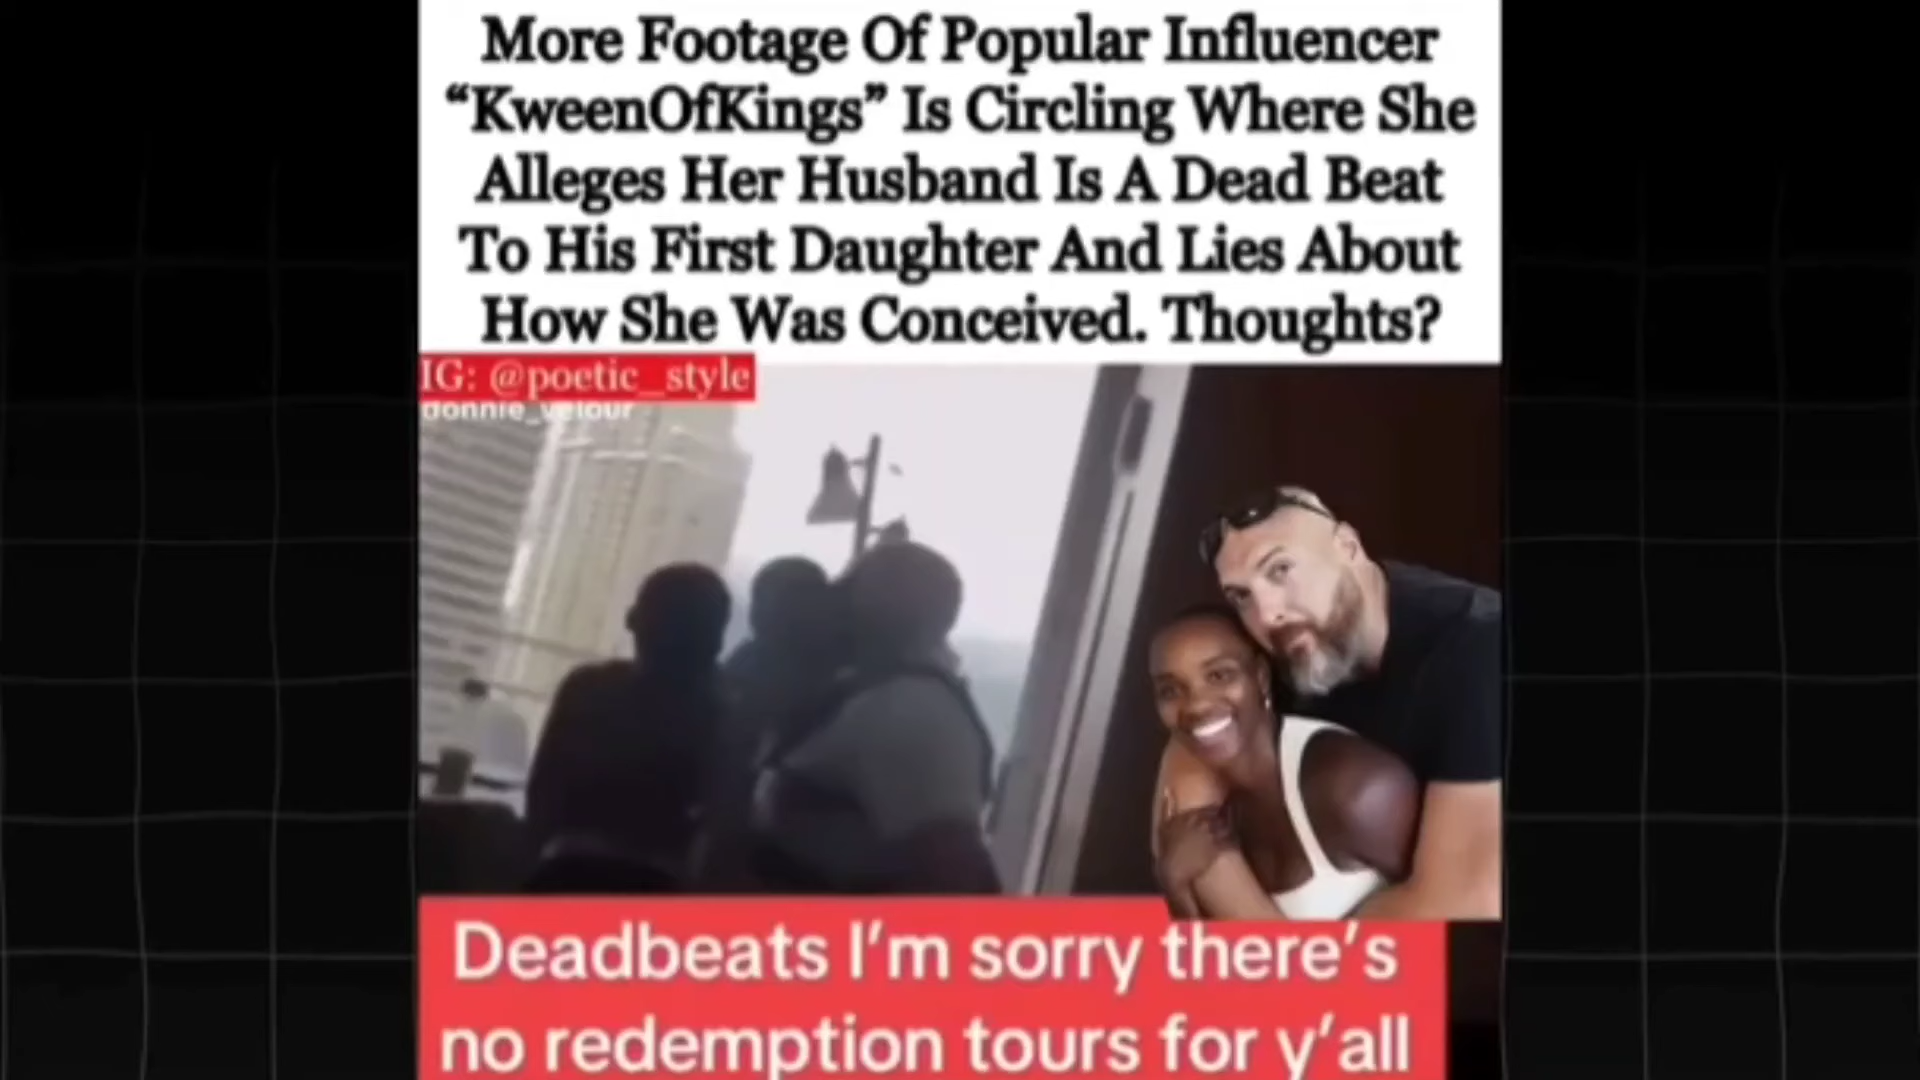 More Footage Of Popular Influencer
“KweenOfKings” Is Circling Where She
Alleges Her Husband Is A Dead Beat
To His First Daughter And Lies About
How She Was Conceived. Thoughts?
IG: @poetic_style
donnie_velour
Deadbeats I’m sorry there’s
no redemption tours for y’all